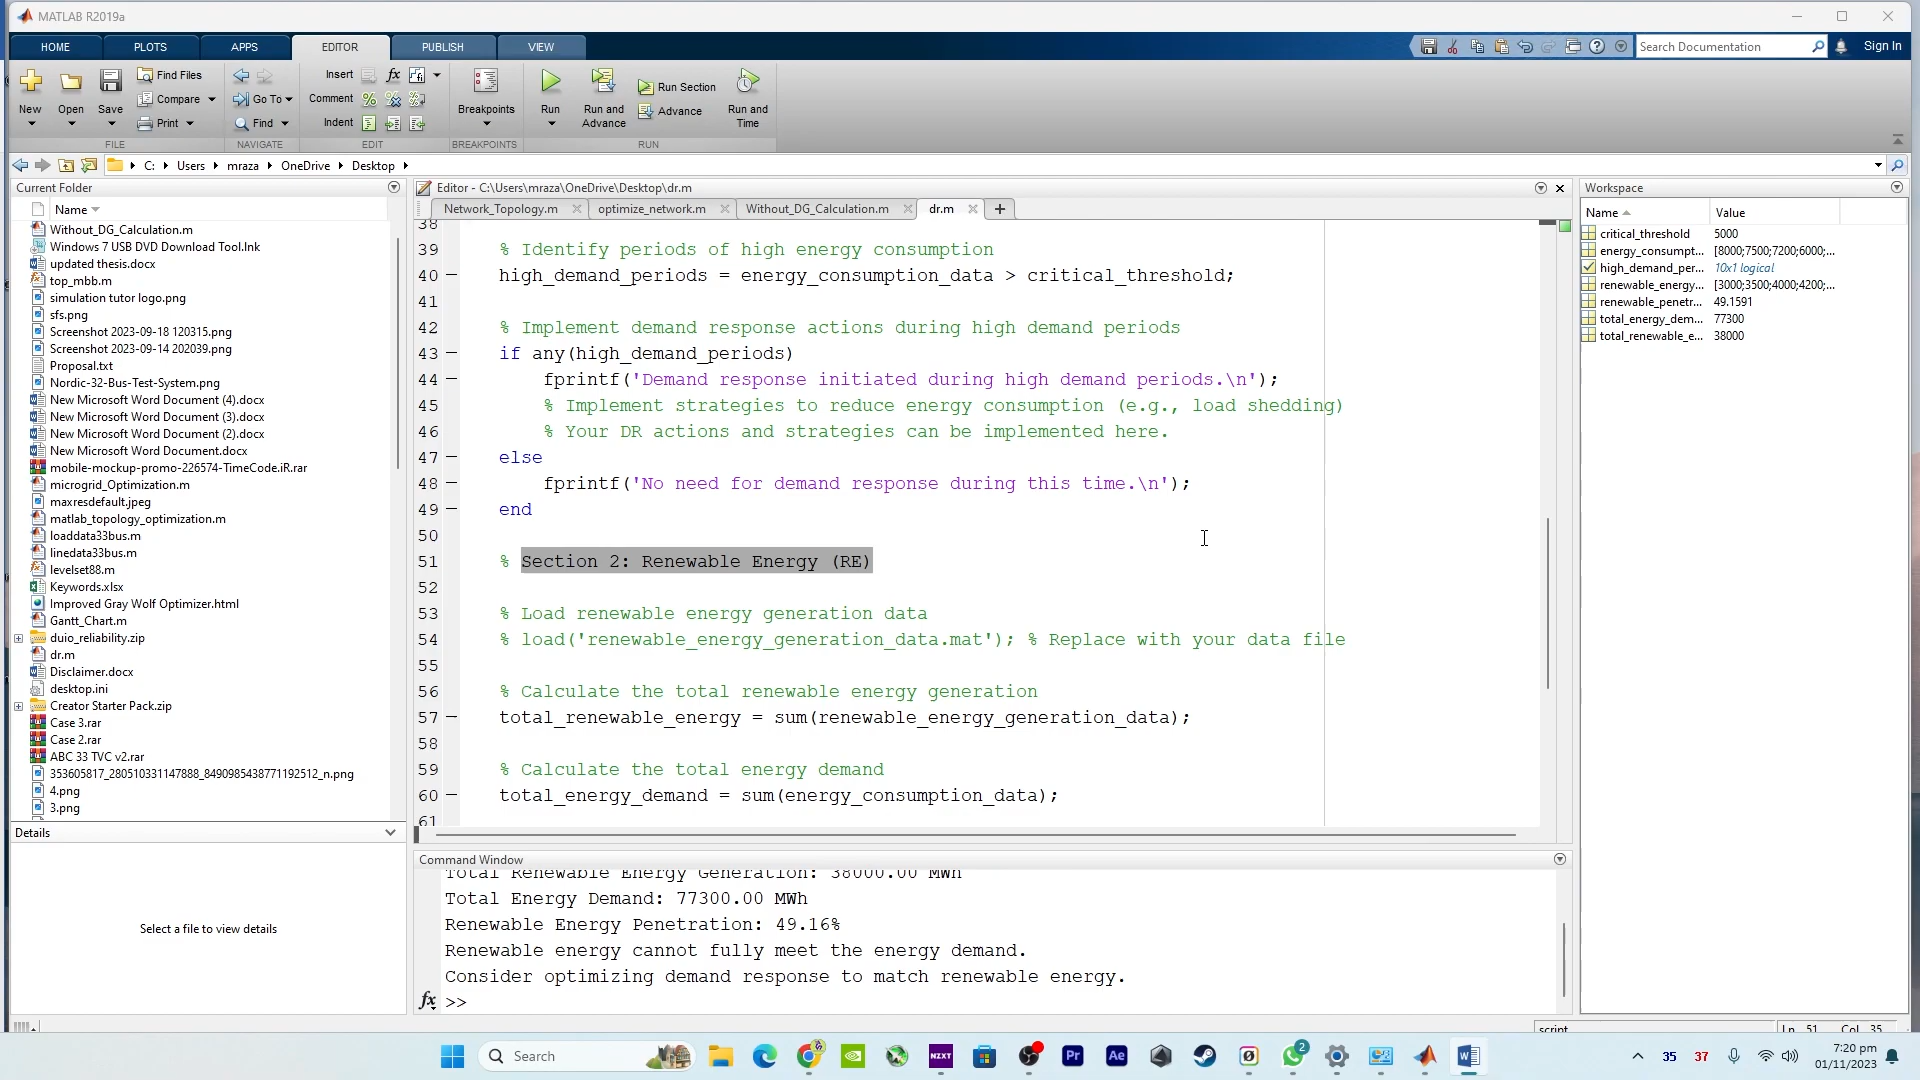 MATLAB R2019a
HOME PLOTS APPS EDITOR PUBLISH VIEW
Search Documentation
Sign In
New Open Save
Find Files
Compare
Print
FILE
Go To
Find
NAVIGATE
Insert
Comment
Indent
EDIT
Breakpoints
BREAKPOINTS
Run
Run and Advance
Run Section
Advance
Run and Time
RUN
C: Users mraza OneDrive Desktop
Current Folder
Name
Without_DG_Calculation.m
Windows 7 USB DVD Download Tool.lnk
updated thesis.docx
top_mbb.m
simulation tutor logo.png
sfs.png
Screenshot 2023-09-18 120315.png
Screenshot 2023-09-14 202039.png
Proposal.txt
Nordic-32-Bus-Test-System.png
New Microsoft Word Document (4).docx
New Microsoft Word Document (3).docx
New Microsoft Word Document (2).docx
New Microsoft Word Document.docx
mobile-mockup-promo-226574-TimeCode.iR.rar
microgrid_Optimization.m
maxresdefault.jpeg
matlab_topology_optimization.m
loaddata33bus.m
linedata33bus.m
levelset88.m
Keywords.xlsx
Improved Gray Wolf Optimizer.html
Gantt_Chart.m
duio_reliability.zip
dr.m
Disclaimer.docx
desktop.ini
Creator Starter Pack.zip
Case 3.rar
Case 2.rar
ABC 33 TVC v2.rar
353605817_280510331147888_8490985438771192512_n.png
4.png
3.png
Details
Select a file to view details
Editor - C:\Users\mraza\OneDrive\Desktop\dr.m
Network_Topology.m optimize_network.m Without_DG_Calculation.m dr.m
38
39 % Identify periods of high energy consumption
40 high_demand_periods = energy_consumption_data > critical_threshold;
41
42 % Implement demand response actions during high demand periods
43 if any(high_demand_periods)
44 fprintf('Demand response initiated during high demand periods.\n');
45 % Implement strategies to reduce energy consumption (e.g., load shedding)
46 % Your DR actions and strategies can be implemented here.
47 else
48 fprintf('No need for demand response during this time.\n');
49 end
50
51 % Section 2: Renewable Energy (RE)
52
53 % Load renewable energy generation data
54 % load('renewable_energy_generation_data.mat'); % Replace with your data file
55
56 % Calculate the total renewable energy generation
57 total_renewable_energy = sum(renewable_energy_generation_data);
58
59 % Calculate the total energy demand
60 total_energy_demand = sum(energy_consumption_data);
61
Command Window
Total Renewable Energy Generation: 38000.00 MWh
Total Energy Demand: 77300.00 MWh
Renewable Energy Penetration: 49.16%
Renewable energy cannot fully meet the energy demand.
Consider optimizing demand response to match renewable energy.
fx >>
Workspace
Name Value
critical_threshold 5000
energy_consumpt... [8000;7500;7200;6000;...
high_demand_per... 10x1 logical
renewable_energy... [3000;3500;4000;4200;...
renewable_penetr... 49.1591
total_energy_dem... 77300
total_renewable_e... 38000
script Ln 51 Col 35
Search
NZXT
Pr
Ae
2
35 37
7:20 pm
01/11/2023